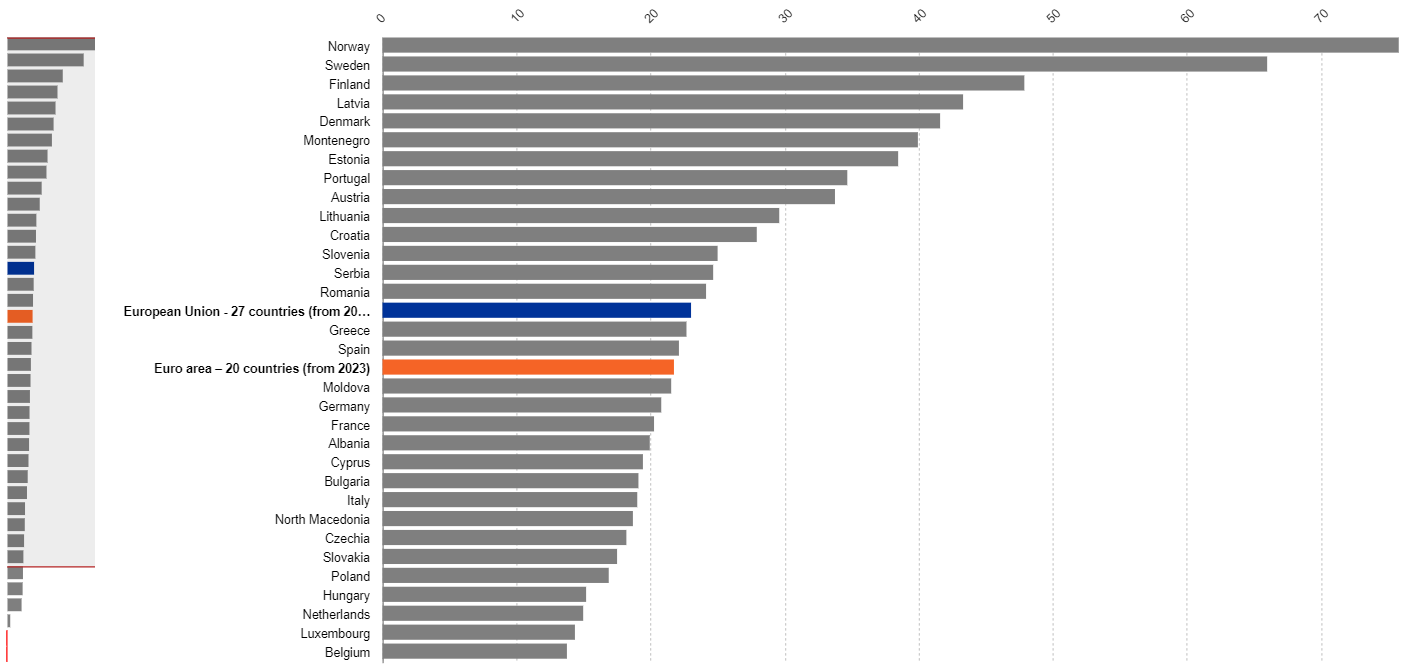 0
10
20
30
40
50
60
70
Norway
Sweden
Finland
Latvia
Denmark
Montenegro
Estonia
Portugal
Austria
Lithuania
Croatia
Slovenia
Serbia
Romania
European Union - 27 countries (from 20…
Greece
Spain
Euro area – 20 countries (from 2023)
Moldova
Germany
France
Albania
Cyprus
Bulgaria
Italy
North Macedonia
Czechia
Slovakia
Poland
Hungary
Netherlands
Luxembourg
Belgium